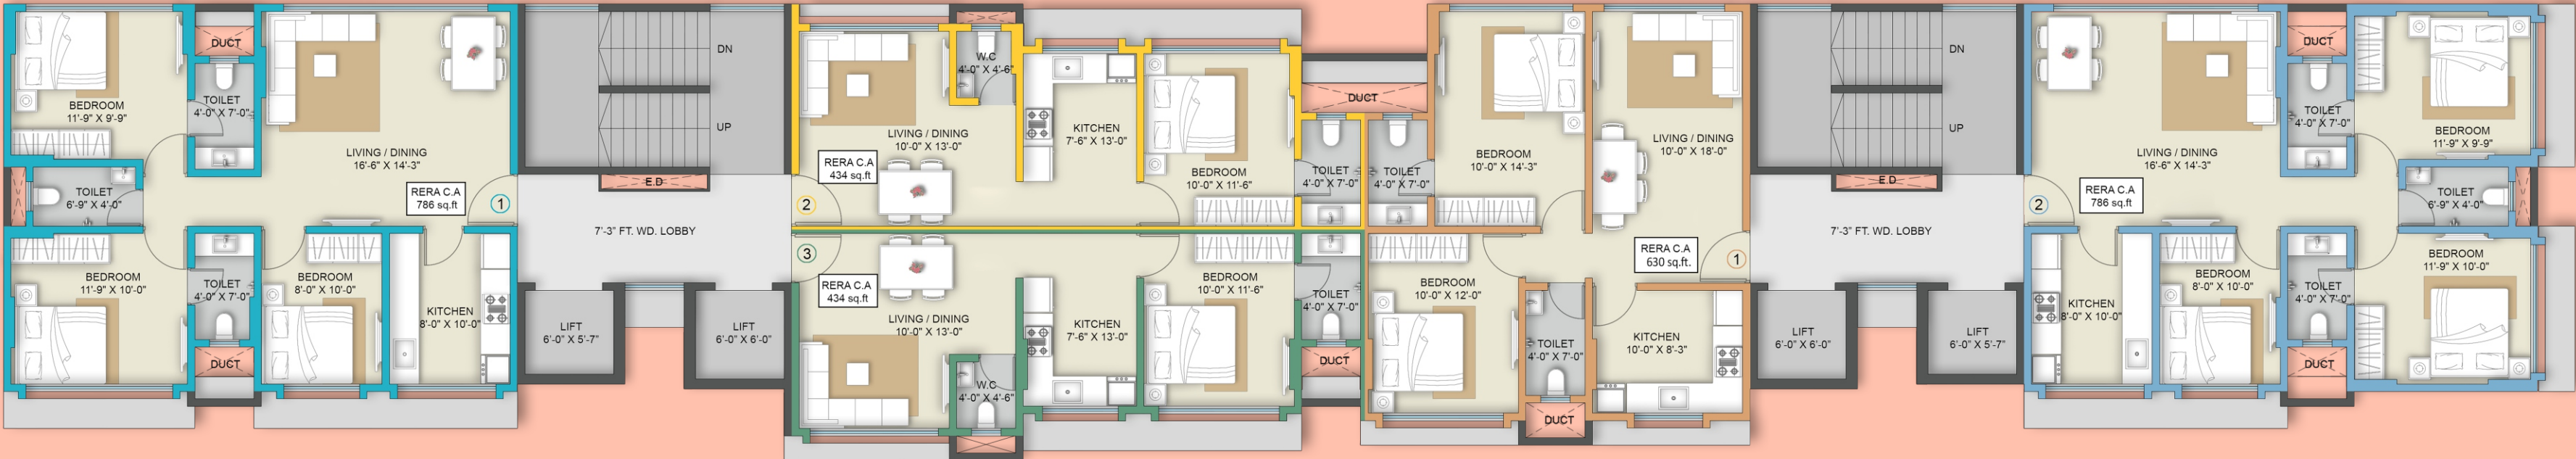 BEDROOM
11'-9" X 9'-9"
DUCT
TOILET
4'-0" X 7'-0"
LIVING / DINING
16'-6" X 14'-3"
TOILET
6'-9" X 4'-0"
RERA C.A
786 sq.ft
1
BEDROOM
11'-9" X 10'-0"
TOILET
4'-0" X 7'-0"
DUCT
BEDROOM
8'-0" X 10'-0"
KITCHEN
8'-0" X 10'-0"
DN
UP
E.D
7'-3" FT. WD. LOBBY
LIFT
6'-0" X 5'-7"
LIFT
6'-0" X 6'-0"
W.C
4'-0" X 4'-6"
LIVING / DINING
10'-0" X 13'-0"
RERA C.A
434 sq.ft
2
KITCHEN
7'-6" X 13'-0"
BEDROOM
10'-0" X 11'-6"
DUCT
TOILET
4'-0" X 7'-0"
3
RERA C.A
434 sq.ft
LIVING / DINING
10'-0" X 13'-0"
W.C
4'-0" X 4'-6"
KITCHEN
7'-6" X 13'-0"
BEDROOM
10'-0" X 11'-6"
TOILET
4'-0" X 7'-0"
DUCT
TOILET
4'-0" X 7'-0"
BEDROOM
10'-0" X 14'-3"
LIVING / DINING
10'-0" X 18'-0"
RERA C.A
630 sq.ft.
1
BEDROOM
10'-0" X 12'-0"
TOILET
4'-0" X 7'-0"
DUCT
KITCHEN
10'-0" X 8'-3"
DN
UP
E.D
7'-3" FT. WD. LOBBY
LIFT
6'-0" X 6'-0"
LIFT
6'-0" X 5'-7"
LIVING / DINING
16'-6" X 14'-3"
RERA C.A
786 sq.ft
2
DUCT
TOILET
4'-0" X 7'-0"
BEDROOM
11'-9" X 9'-9"
TOILET
6'-9" X 4'-0"
KITCHEN
8'-0" X 10'-0"
BEDROOM
8'-0" X 10'-0"
TOILET
4'-0" X 7'-0"
DUCT
BEDROOM
11'-9" X 10'-0"